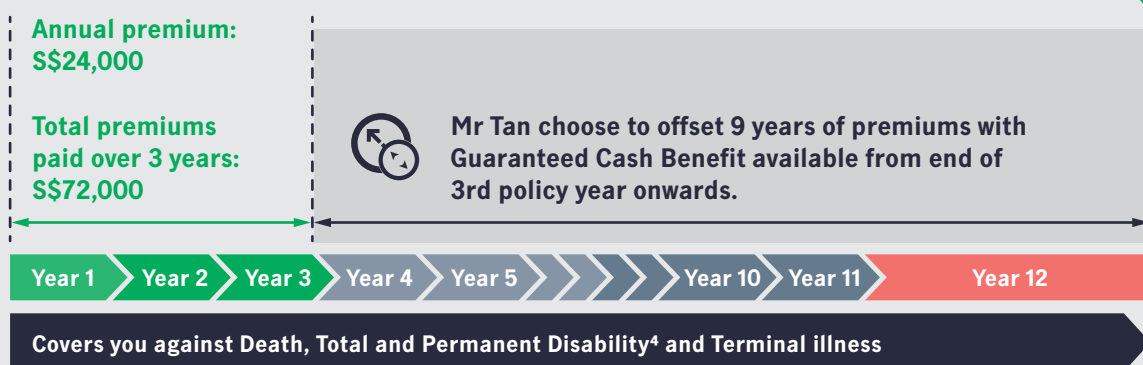 Annual premium:
S$24,000
Total premiums
paid over 3 years:
S$72,000
Mr Tan choose to offset 9 years of premiums with
Guaranteed Cash Benefit available from end of
3rd policy year onwards.
Year 1 Year 2 Year 3 Year 4 Year 5 Year 10 Year 11 Year 12
Covers you against Death, Total and Permanent Disability⁴ and Terminal illness